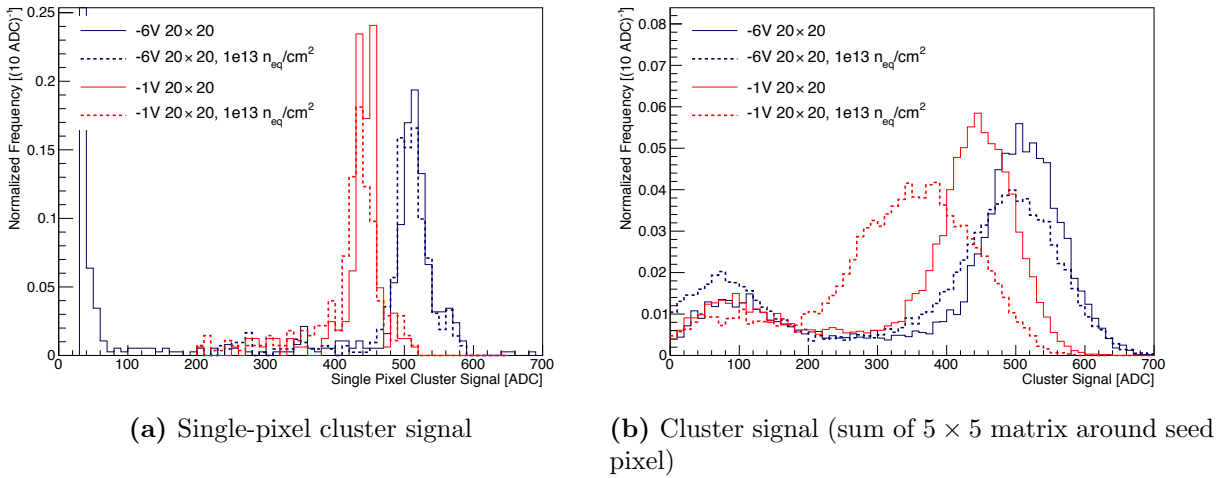 Normalized Frequency [(10 ADC)⁻¹]
0.25
0.2
0.15
0.1
0.05
0
-6V 20×20
-6V 20×20, 1e13 n_eq/cm²
-1V 20×20
-1V 20×20, 1e13 n_eq/cm²
0 100 200 300 400 500 600 700
Single Pixel Cluster Signal [ADC]
(a) Single-pixel cluster signal
Normalized Frequency [(10 ADC)⁻¹]
0.08
0.07
0.06
0.05
0.04
0.03
0.02
0.01
0
-6V 20×20
-6V 20×20, 1e13 n_eq/cm²
-1V 20×20
-1V 20×20, 1e13 n_eq/cm²
0 100 200 300 400 500 600 700
Cluster Signal [ADC]
(b) Cluster signal (sum of 5 × 5 matrix around seed
pixel)